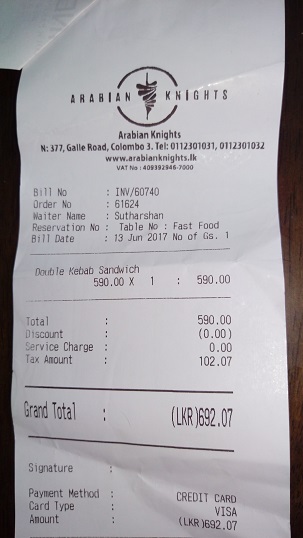 ARABIAN KNIGHTS
Arabian Knights
N: 377, Galle Road, Colombo 3. Tel: 0112301031, 0112301032
www.arabianknights.lk
VAT No : 409392946-7000
Bill No : INV/60740
Order No : 61624
Waiter Name : Sutharshan
Reservation No : Table No : Fast Food
Bill Date : 13 Jun 2017 No of Gs. 1
Double Kebab Sandwich
590.00 X 1 : 590.00
Total : 590.00
Discount : (0.00)
Service Charge : 0.00
Tax Amount : 102.07
Grand Total : (LKR)692.07
Signature :
Payment Method : CREDIT CARD
Card Type : VISA
Amount : (LKR)692.07